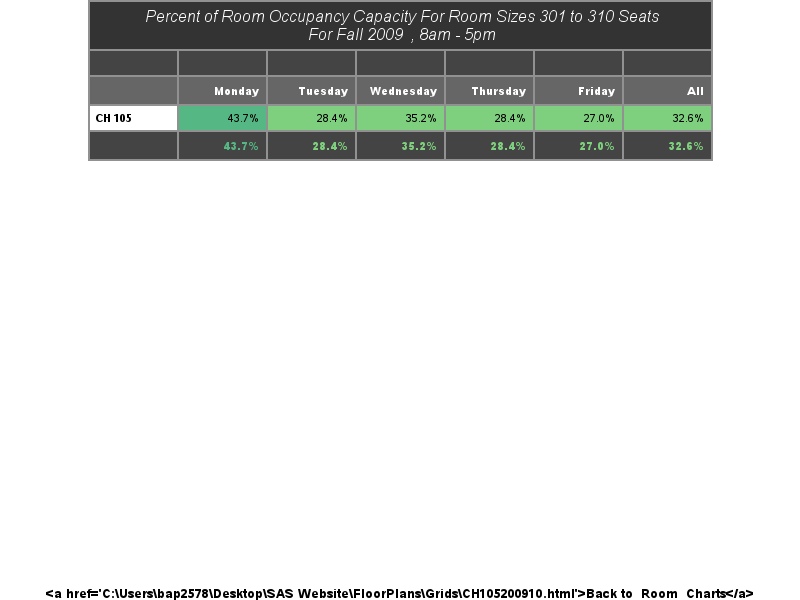 Percent of Room Occupancy Capacity For Room Sizes 301 to 310 Seats
For Fall 2009 , 8am - 5pm
Monday Tuesday Wednesday Thursday Friday All
CH 105 43.7% 28.4% 35.2% 28.4% 27.0% 32.6%
43.7% 28.4% 35.2% 28.4% 27.0% 32.6%
<a href='C:\Users\bap2578\Desktop\SAS Website\FloorPlans\Grids\CH105200910.html'>Back to Room Charts</a>